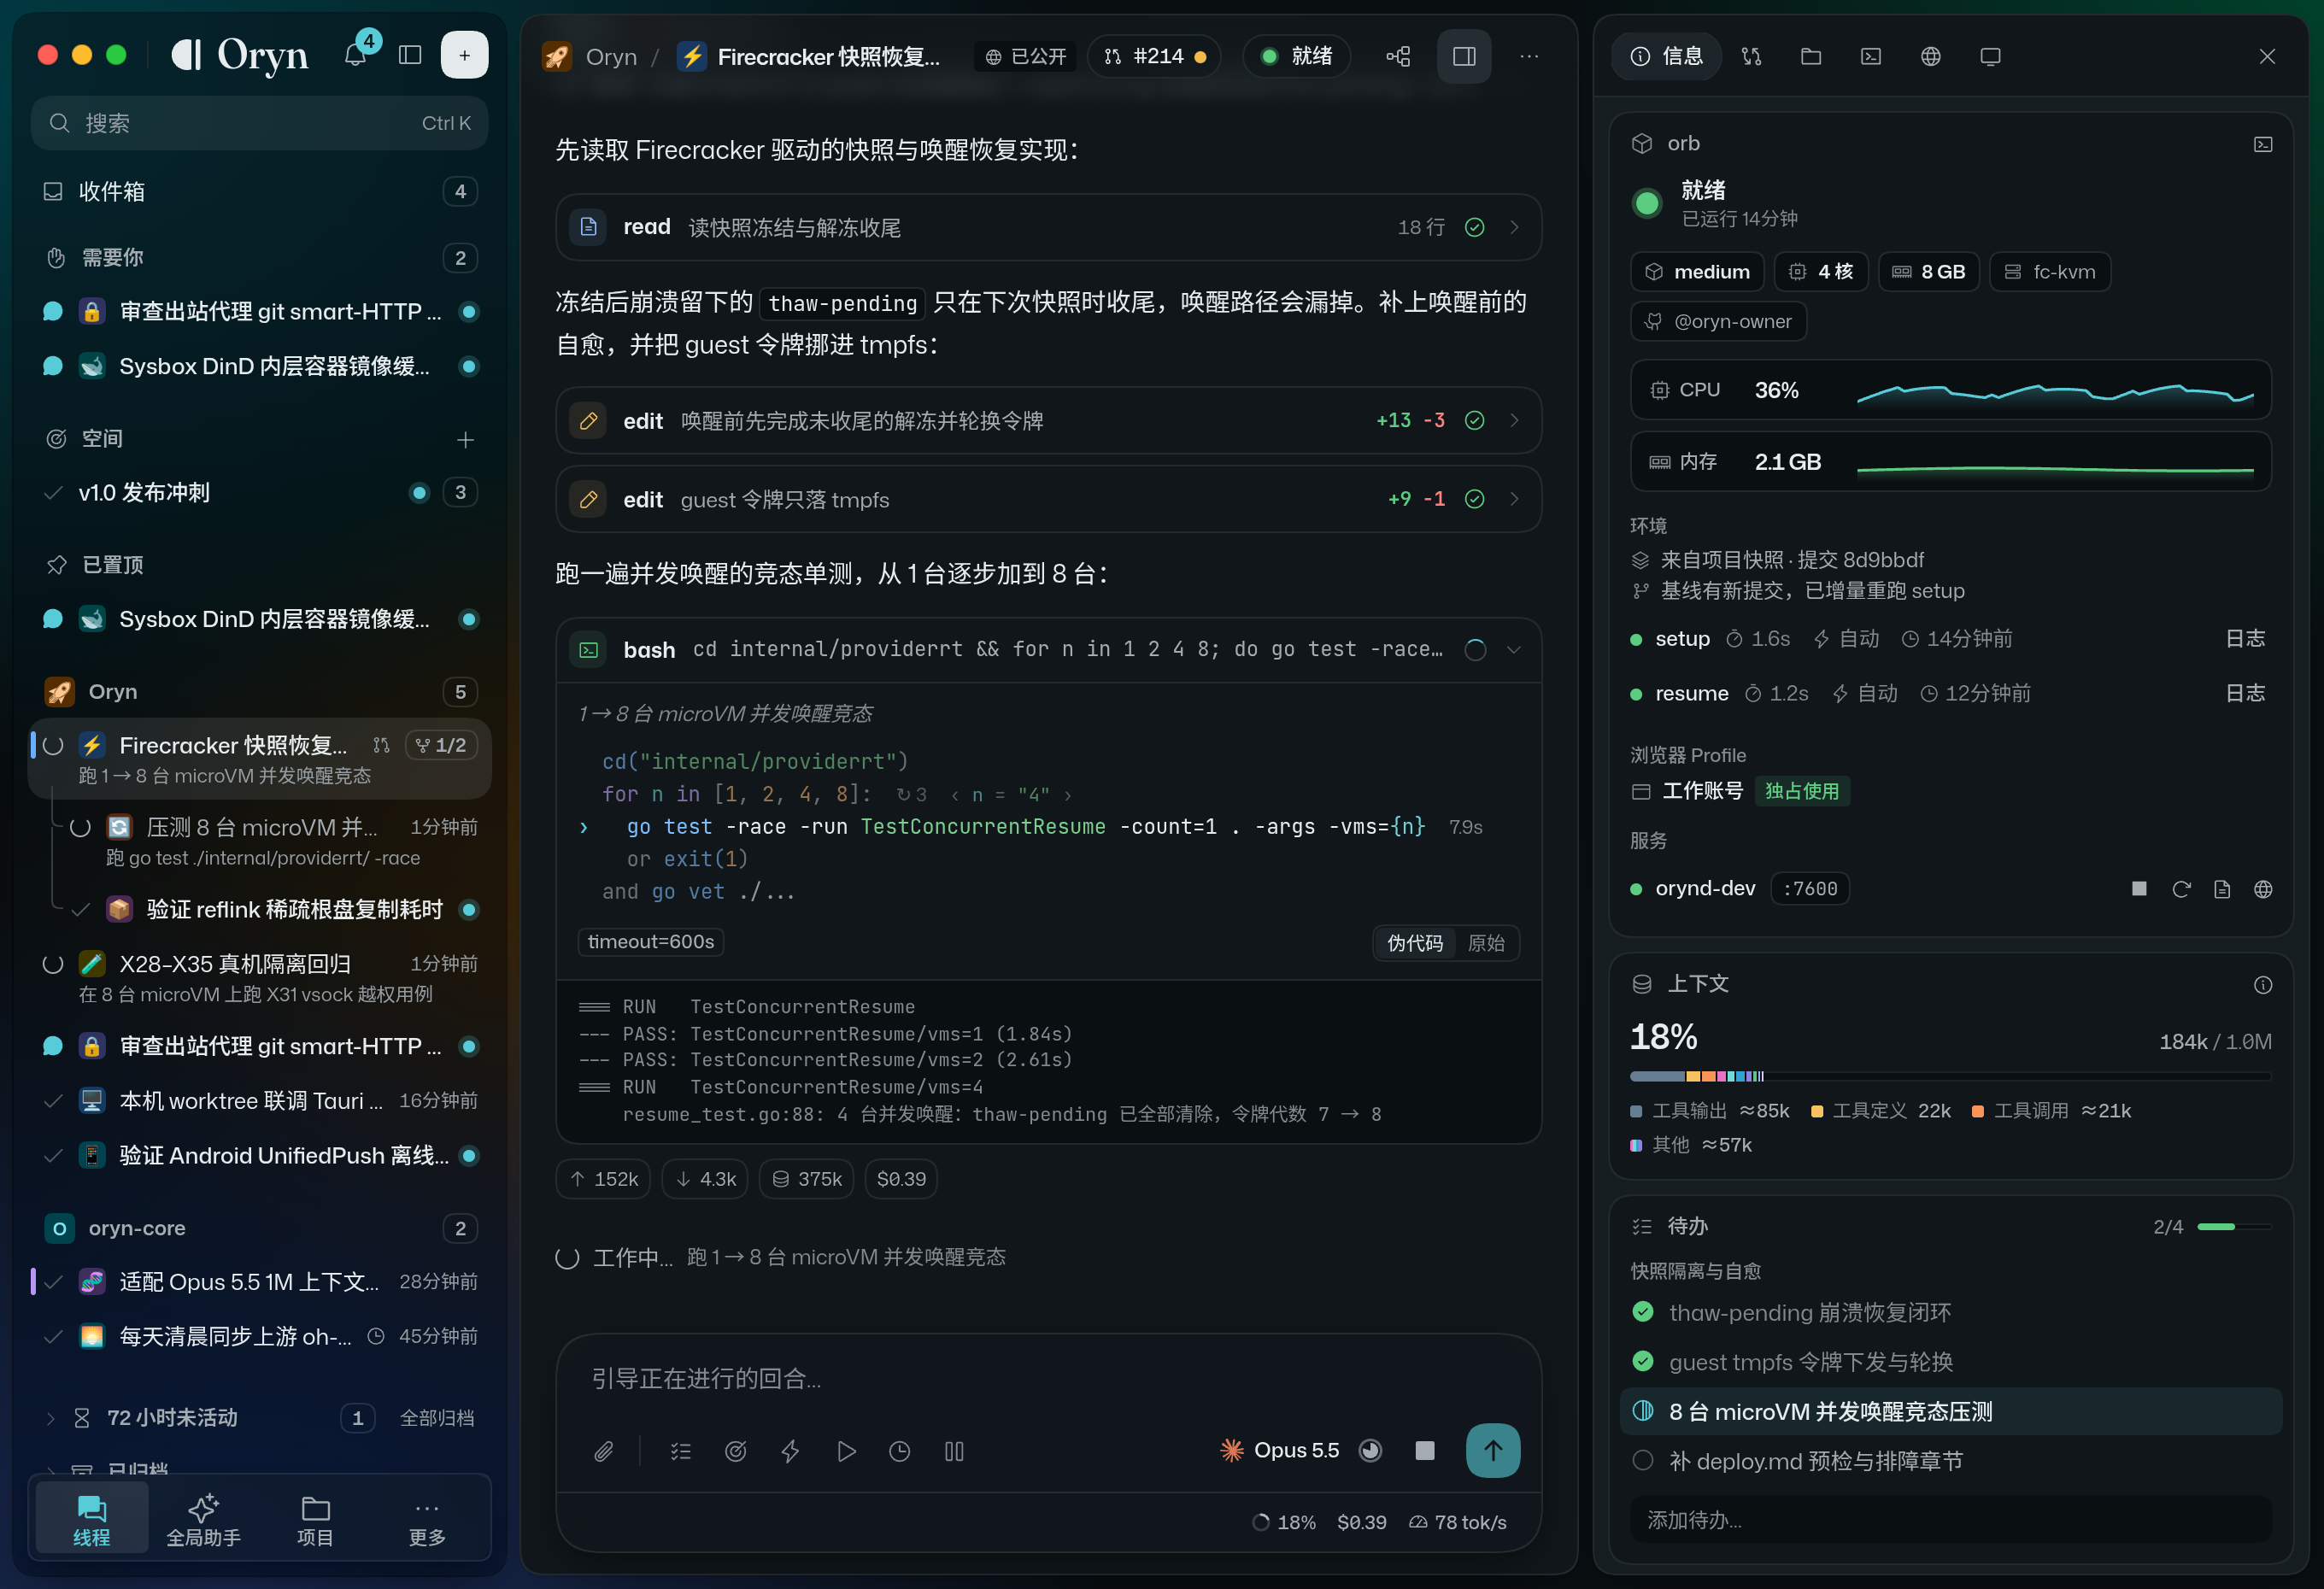 Oryn
4
+
搜索 Ctrl K
收件箱 4
需要你 2
审查出站代理 git smart-HTTP ...
Sysbox DinD 内层容器镜像缓...
空间 +
v1.0 发布冲刺 3
已置顶
Sysbox DinD 内层容器镜像缓...
Oryn 5
Firecracker 快照恢复... 1/2
跑 1 → 8 台 microVM 并发唤醒竞态
压测 8 台 microVM 并... 1分钟前
跑 go test ./internal/providerrt/ -race
验证 reflink 稀疏根盘复制耗时
X28–X35 真机隔离回归 1分钟前
在 8 台 microVM 上跑 X31 vsock 越权用例
审查出站代理 git smart-HTTP ...
本机 worktree 联调 Tauri ... 16分钟前
验证 Android UnifiedPush 离线...
O oryn-core 2
适配 Opus 5.5 1M 上下文... 28分钟前
每天清晨同步上游 oh-... 45分钟前
72 小时未活动 1 全部归档
已归档
线程 全局助手 项目 更多
Oryn / Firecracker 快照恢复... 已公开 #214 就绪 ...
先读取 Firecracker 驱动的快照与唤醒恢复实现：
read 读快照冻结与解冻收尾 18 行
冻结后崩溃留下的 thaw-pending 只在下次快照时收尾，唤醒路径会漏掉。补上唤醒前的
自愈，并把 guest 令牌挪进 tmpfs：
edit 唤醒前先完成未收尾的解冻并轮换令牌 +13 -3
edit guest 令牌只落 tmpfs +9 -1
跑一遍并发唤醒的竞态单测，从 1 台逐步加到 8 台：
bash cd internal/providerrt && for n in 1 2 4 8; do go test -race…
1 → 8 台 microVM 并发唤醒竞态
cd("internal/providerrt")
for n in [1, 2, 4, 8]: ↻ 3 ‹ n = "4" ›
› go test -race -run TestConcurrentResume -count=1 . -args -vms={n} 7.9s
or exit(1)
and go vet ./...
timeout=600s 伪代码 原始
=== RUN TestConcurrentResume
--- PASS: TestConcurrentResume/vms=1 (1.84s)
--- PASS: TestConcurrentResume/vms=2 (2.61s)
=== RUN TestConcurrentResume/vms=4
resume_test.go:88: 4 台并发唤醒：thaw-pending 已全部清除，令牌代数 7 → 8
↑ 152k ↓ 4.3k 375k $0.39
工作中... 跑 1 → 8 台 microVM 并发唤醒竞态
引导正在进行的回合...
Opus 5.5
18% $0.39 78 tok/s
信息
orb
就绪
已运行 14分钟
medium 4 核 8 GB fc-kvm
@oryn-owner
CPU 36%
内存 2.1 GB
环境
来自项目快照 · 提交 8d9bbdf
基线有新提交，已增量重跑 setup
setup 1.6s 自动 14分钟前 日志
resume 1.2s 自动 12分钟前 日志
浏览器 Profile
工作账号 独占使用
服务
orynd-dev :7600
上下文
18% 184k / 1.0M
工具输出 ≈85k 工具定义 22k 工具调用 ≈21k
其他 ≈57k
待办 2/4
快照隔离与自愈
thaw-pending 崩溃恢复闭环
guest tmpfs 令牌下发与轮换
8 台 microVM 并发唤醒竞态压测
补 deploy.md 预检与排障章节
添加待办...